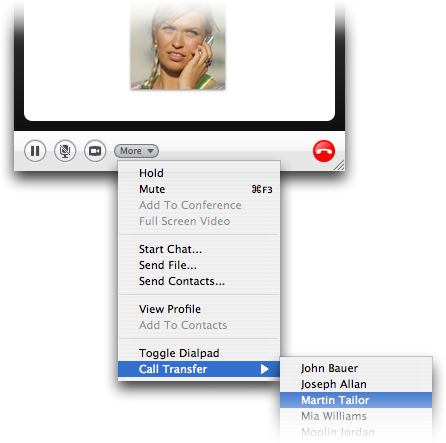 More
Hold
Mute ⌘F3
Add To Conference
Full Screen Video
Start Chat...
Send File...
Send Contacts...
View Profile
Add To Contacts
Toggle Dialpad
Call Transfer
John Bauer
Joseph Allan
Martin Tailor
Mia Williams
Moolin Jordan